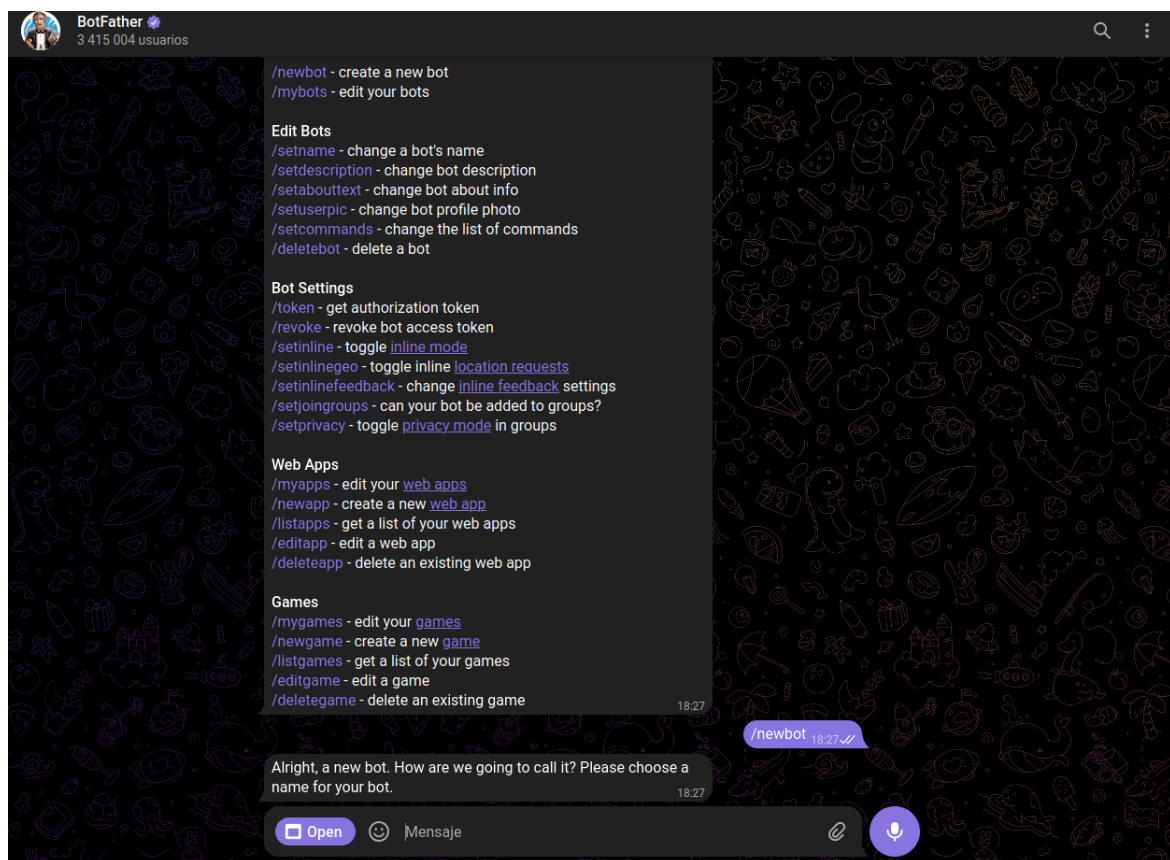 BotFather
3 415 004 usuarios
/newbot - create a new bot
/mybots - edit your bots
Edit Bots
/setname - change a bot's name
/setdescription - change bot description
/setabouttext - change bot about info
/setuserpic - change bot profile photo
/setcommands - change the list of commands
/deletebot - delete a bot
Bot Settings
/token - get authorization token
/revoke - revoke bot access token
/setinline - toggle inline mode
/setinlinegeo - toggle inline location requests
/setinlinefeedback - change inline feedback settings
/setjoingroups - can your bot be added to groups?
/setprivacy - toggle privacy mode in groups
Web Apps
/myapps - edit your web apps
/newapp - create a new web app
/listapps - get a list of your web apps
/editapp - edit a web app
/deleteapp - delete an existing web app
Games
/mygames - edit your games
/newgame - create a new game
/listgames - get a list of your games
/editgame - edit a game
/deletegame - delete an existing game
18:27
/newbot 18:27
Alright, a new bot. How are we going to call it? Please choose a
name for your bot.
18:27
Open Mensaje